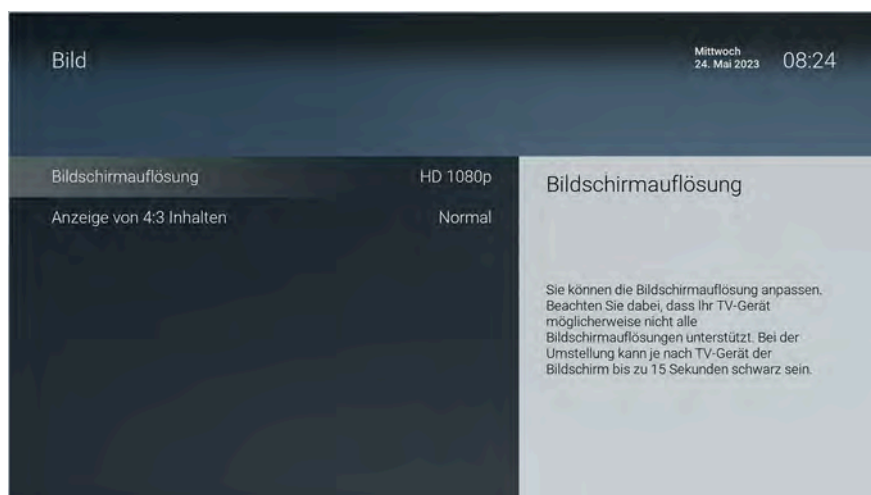 Bild
Mittwoch
24. Mai 2023
08:24
Bildschirmauflösung
HD 1080p
Anzeige von 4:3 Inhalten
Normal
Bildschirmauflösung
Sie können die Bildschirmauflösung anpassen.
Beachten Sie dabei, dass Ihr TV-Gerät
möglicherweise nicht alle
Bildschirmauflösungen unterstützt. Bei der
Umstellung kann je nach TV-Gerät der
Bildschirm bis zu 15 Sekunden schwarz sein.